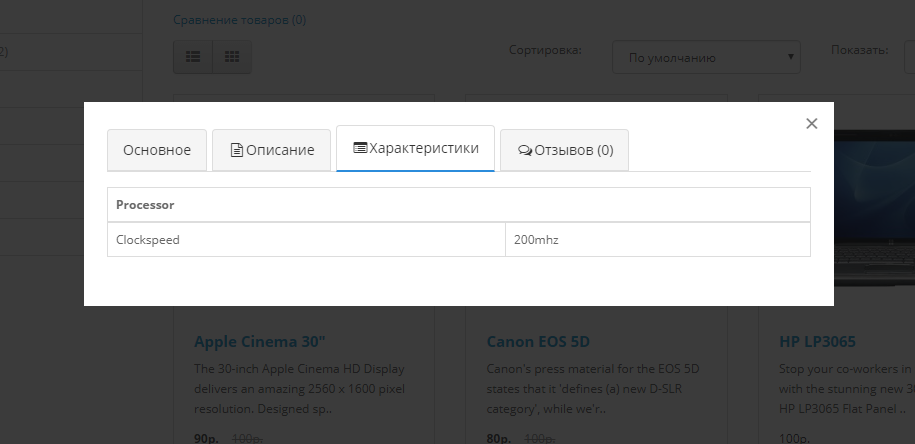 Сравнение товаров (0)
2)
Сортировка:
По умолчанию
Показать:
Основное
Описание
Характеристики
Отзывов (0)
Processor
Clockspeed
200mhz
Apple Cinema 30"
The 30-inch Apple Cinema HD Display
delivers an amazing 2560 x 1600 pixel
resolution. Designed sp..
90р. 100р.
Canon EOS 5D
Canon's press material for the EOS 5D
states that it 'defines (a) new D-SLR
category', while we'r..
80р. 100р.
HP LP3065
Stop your co-workers in
with the stunning new 3
HP LP3065 Flat Panel ..
100р.